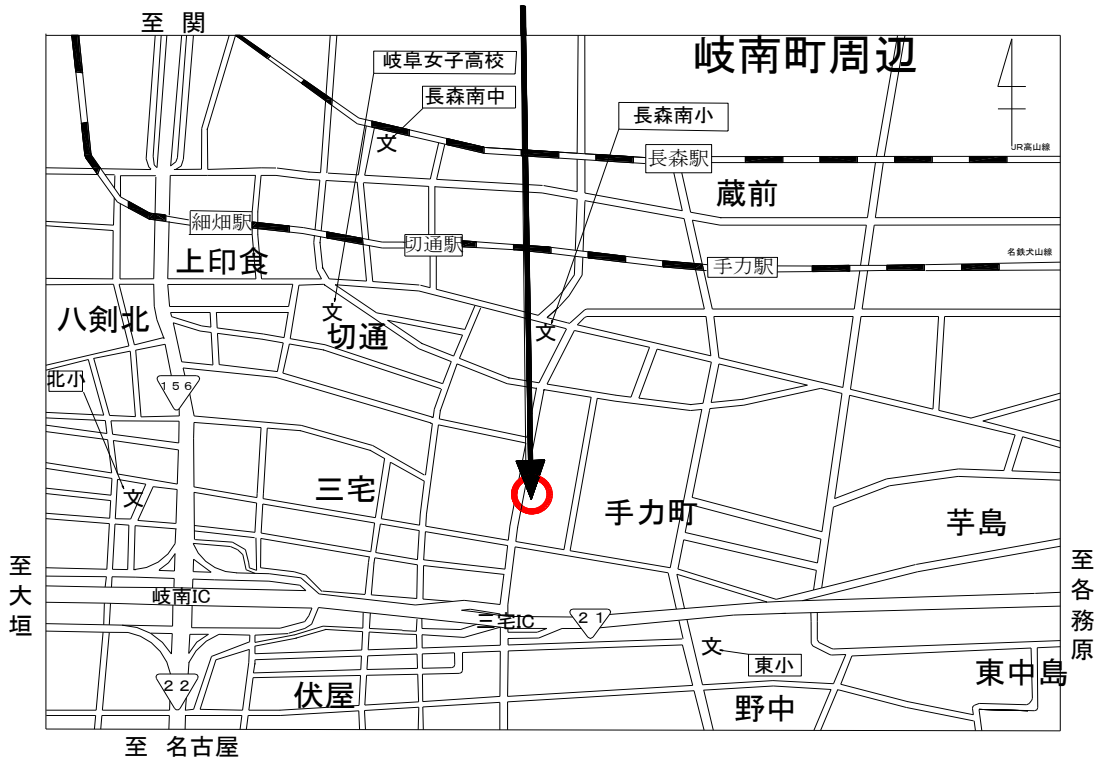 至 関
岐南町周辺
岐阜女子高校
長森南中
長森南小
文
JR高山線
長森駅
蔵前
細畑駅
切通駅
名鉄犬山線
上印食
手力駅
八剣北
文
切通
文
北小
156
三宅
文
手力町
芋島
至大垣
岐南IC
三宅IC
21
至各務原
文
東小
東中島
22
伏屋
野中
至 名古屋